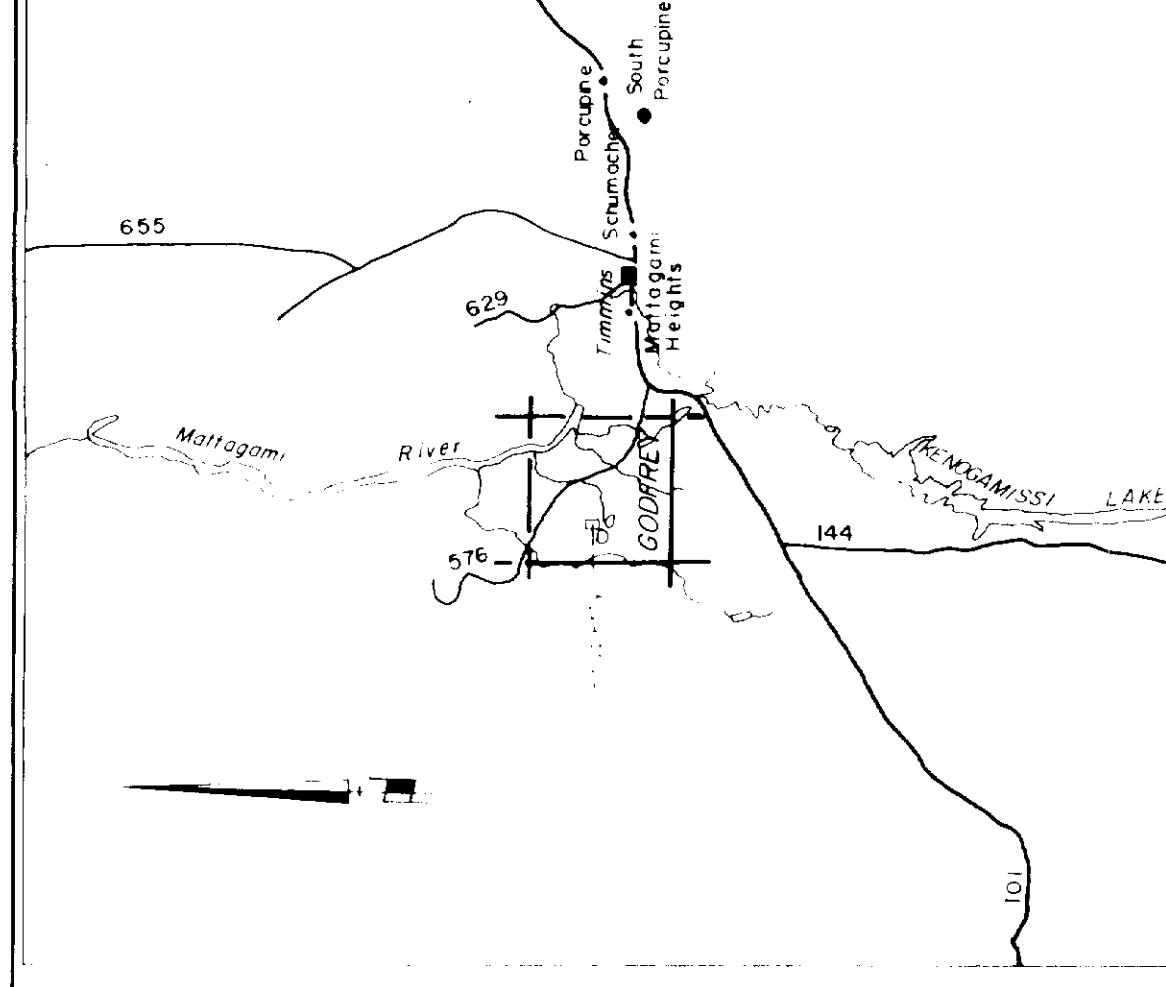 South
Porcupine
Porcupine
Schumacher
655
629
Timmins
Mattagami
Heights
Mattagami River
GODFREY
576
KENOGAMISSI LAKE
144
101